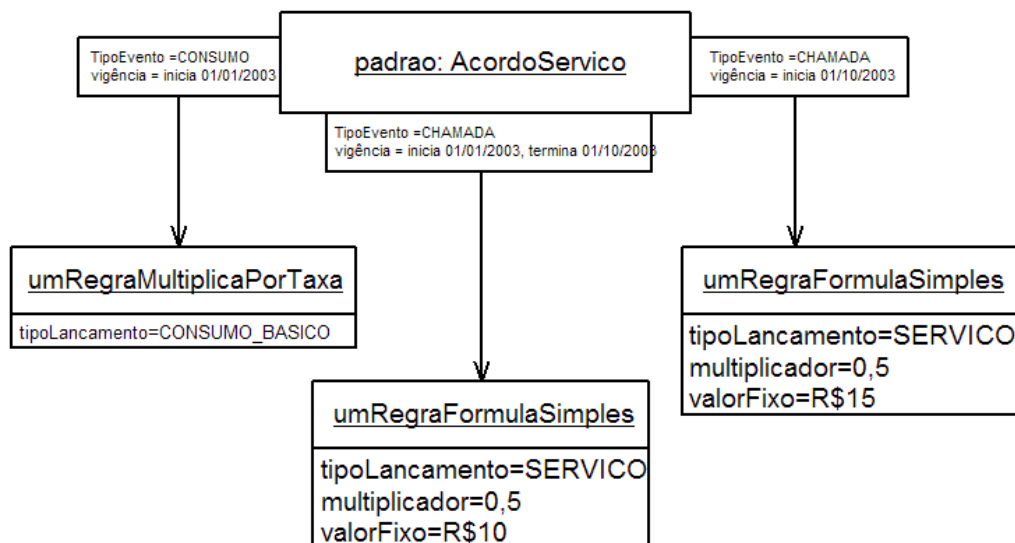 TipoEvento =CONSUMO
vigência = inicia 01/01/2003
padrao: AcordoServico
TipoEvento =CHAMADA
vigência = inicia 01/10/2003
TipoEvento =CHAMADA
vigência = inicia 01/01/2003, termina 01/10/2003
umRegraMultiplicaPorTaxa
tipoLancamento=CONSUMO_BASICO
umRegraFormulaSimples
tipoLancamento=SERVICO
multiplicador=0,5
valorFixo=R$10
umRegraFormulaSimples
tipoLancamento=SERVICO
multiplicador=0,5
valorFixo=R$15